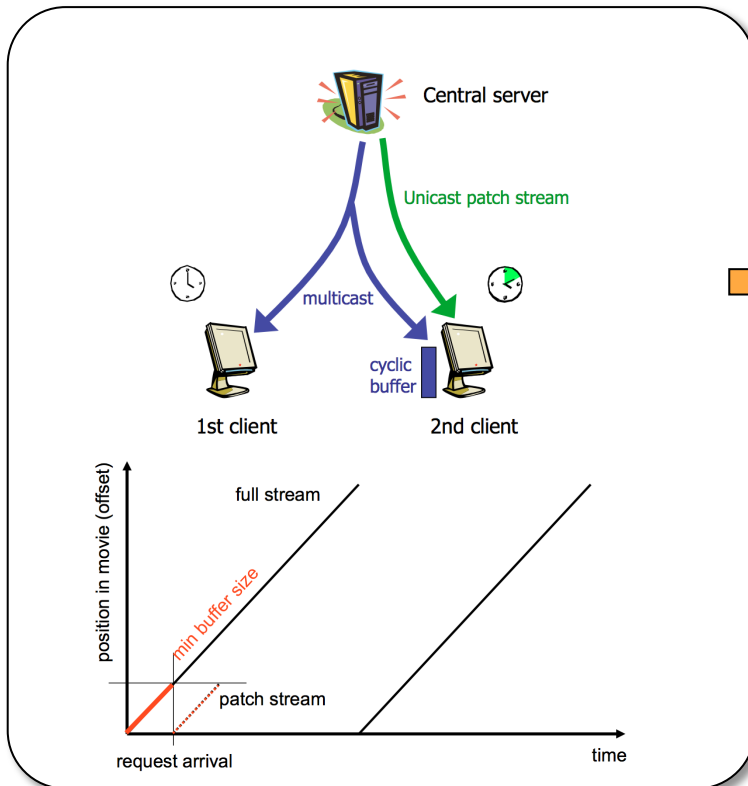 Central server
Unicast patch stream
multicast
cyclic
buffer
1st client
2nd client
position in movie (offset)
full stream
min buffer size
patch stream
request arrival
time